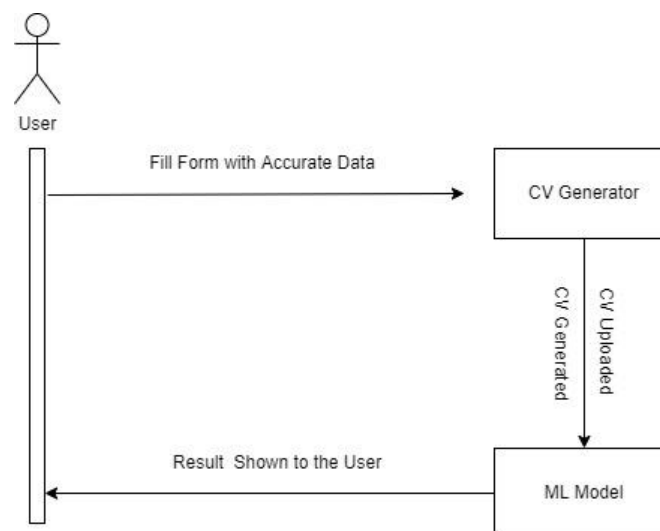 User
Fill Form with Accurate Data
CV Generator
CV Generated
CV Uploaded
Result Shown to the User
ML Model